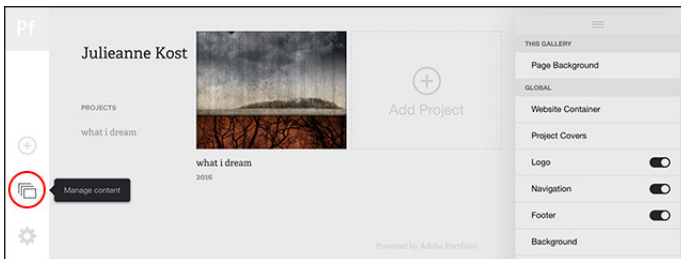 Pf
Julieanne Kost
PROJECTS
what i dream
Manage content
what i dream
2016
Add Project
Powered by Adobe Portfolio
THIS GALLERY
Page Background
GLOBAL
Website Container
Project Covers
Logo
Navigation
Footer
Background